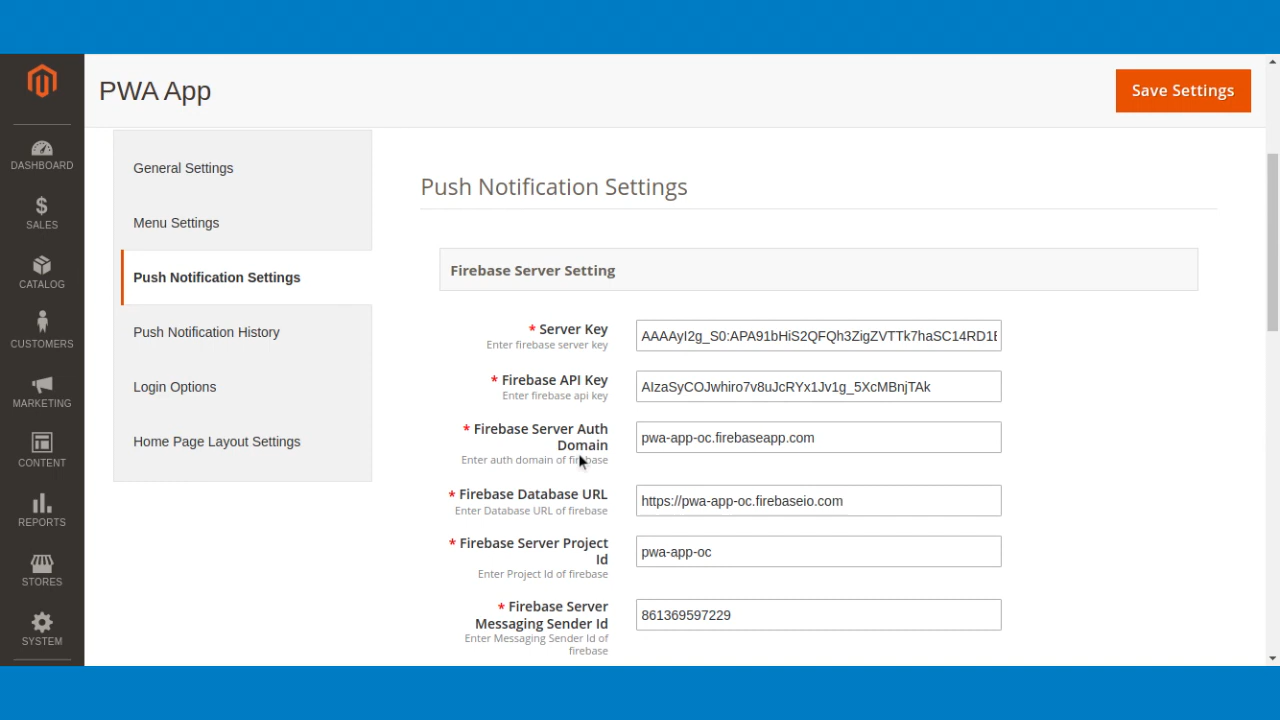 PWA App
Save Settings
DASHBOARD
SALES
CATALOG
CUSTOMERS
MARKETING
CONTENT
REPORTS
STORES
SYSTEM
General Settings
Menu Settings
Push Notification Settings
Push Notification History
Login Options
Home Page Layout Settings
Push Notification Settings
Firebase Server Setting
* Server Key
Enter firebase server key
AAAAyI2g_S0:APA91bHiS2QFQh3ZigZVTTk7haSC14RD1E
* Firebase API Key
Enter firebase api key
AIzaSyCOJwhiro7v8uJcRYx1Jv1g_5XcMBnjTAk
* Firebase Server Auth
Domain
Enter auth domain of firebase
pwa-app-oc.firebaseapp.com
* Firebase Database URL
Enter Database URL of firebase
https://pwa-app-oc.firebaseio.com
* Firebase Server Project
Id
Enter Project Id of firebase
pwa-app-oc
* Firebase Server
Messaging Sender Id
Enter Messaging Sender Id of
firebase
861369597229